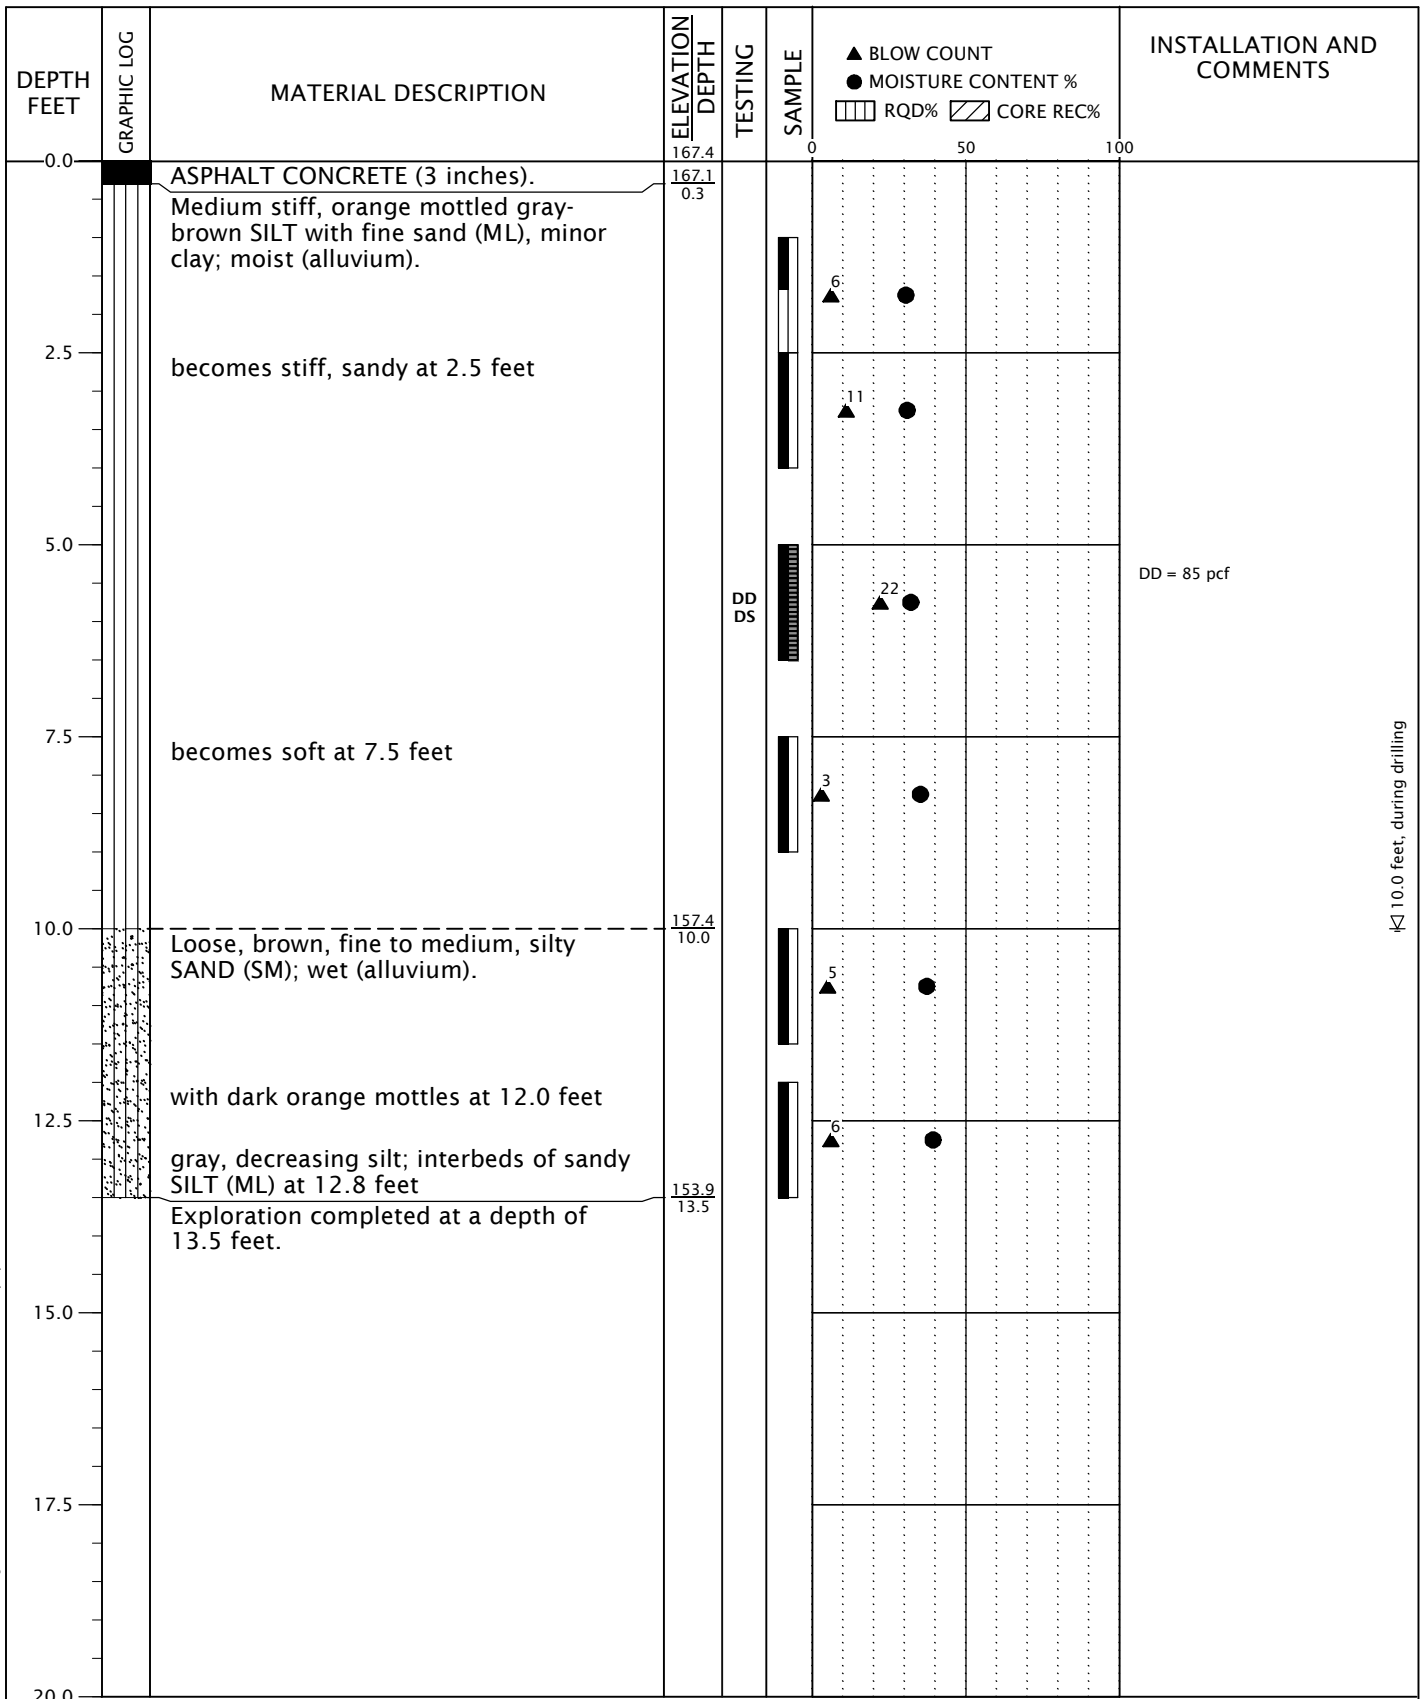 DEPTH
FEET
GRAPHIC LOG
MATERIAL DESCRIPTION
ELEVATION
DEPTH
TESTING
SAMPLE
▲ BLOW COUNT
● MOISTURE CONTENT %
RQD% CORE REC%
INSTALLATION AND
COMMENTS
0 50 100
0.0
167.4
ASPHALT CONCRETE (3 inches).
167.1
0.3
Medium stiff, orange mottled gray-
brown SILT with fine sand (ML), minor
clay; moist (alluvium).
6
2.5
becomes stiff, sandy at 2.5 feet
11
5.0
DD
DS
22
DD = 85 pcf
7.5
becomes soft at 7.5 feet
3
10.0 feet, during drilling
10.0
157.4
10.0
Loose, brown, fine to medium, silty
SAND (SM); wet (alluvium).
5
with dark orange mottles at 12.0 feet
12.5
6
gray, decreasing silt; interbeds of sandy
SILT (ML) at 12.8 feet
153.9
13.5
Exploration completed at a depth of
13.5 feet.
15.0
17.5
20.0